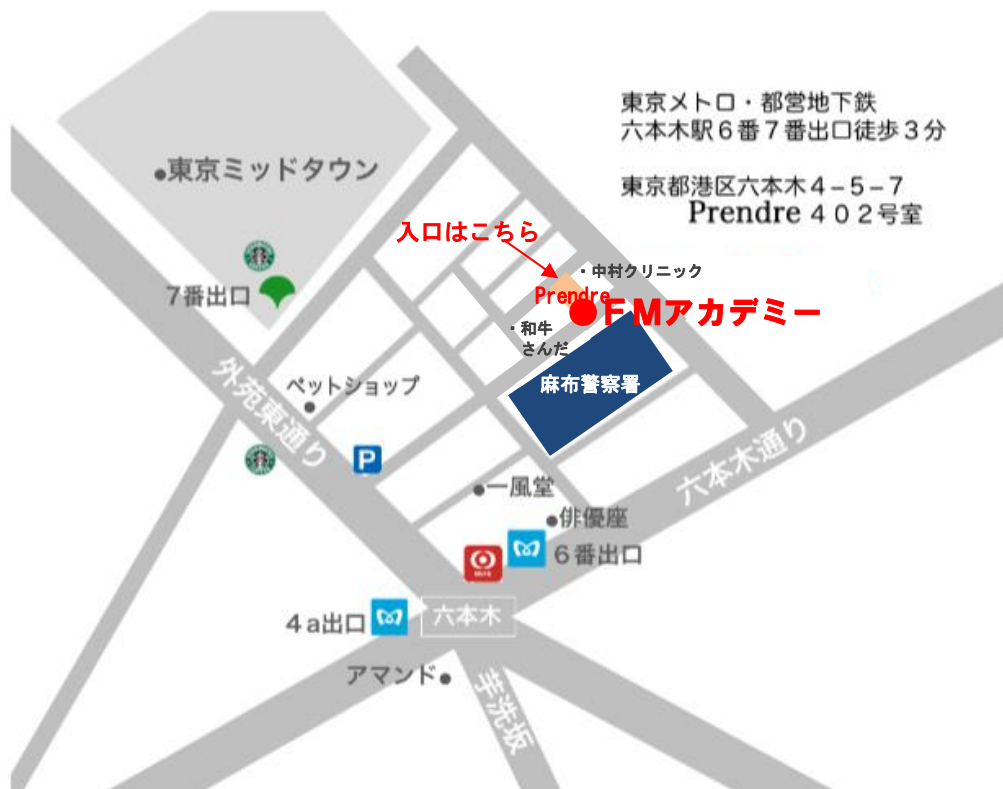 東京メトロ・都営地下鉄
六本木駅６番７番出口徒歩３分
東京都港区六本木４−５−７
Prendre ４０２号室
東京ミッドタウン
入口はこちら
・中村クリニック
7番出口
Prendre
ＦＭアカデミー
・和牛
さんだ
麻布警察署
外苑東通り
ペットショップ
P
六本木通り
一風堂
俳優座
６番出口
４a出口
六本木
アマンド
芋洗坂